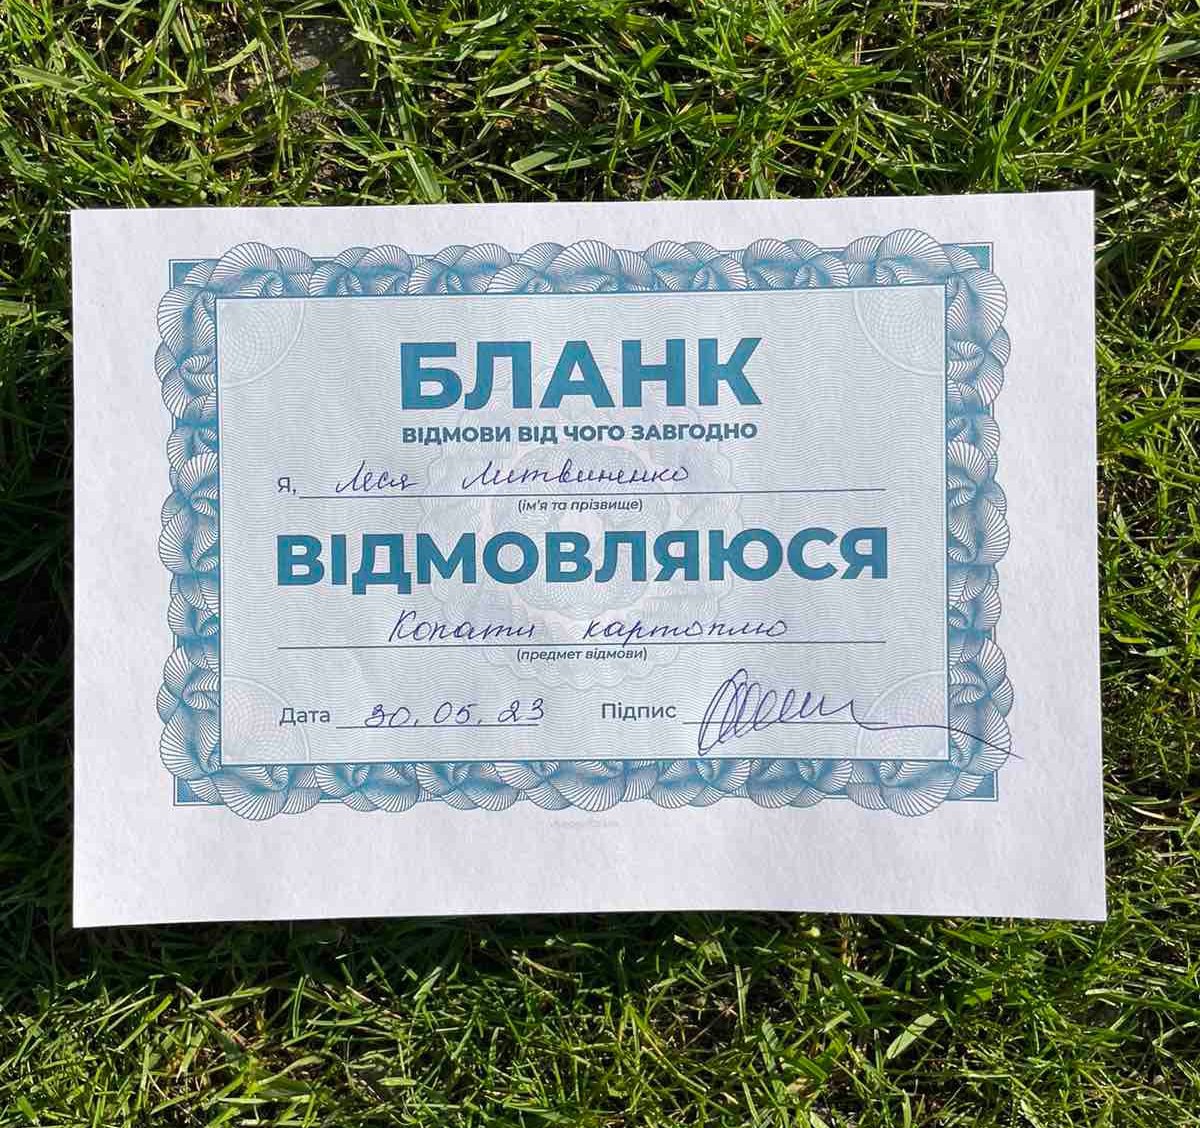 БЛАНК
ВІДМОВИ ВІД ЧОГО ЗАВГОДНО
Я, Леся Литвиненко
(ім'я та прізвище)
ВІДМОВЛЯЮСЯ
Копати картоплю
(предмет відмови)
Дата 30.05.23 Підпис